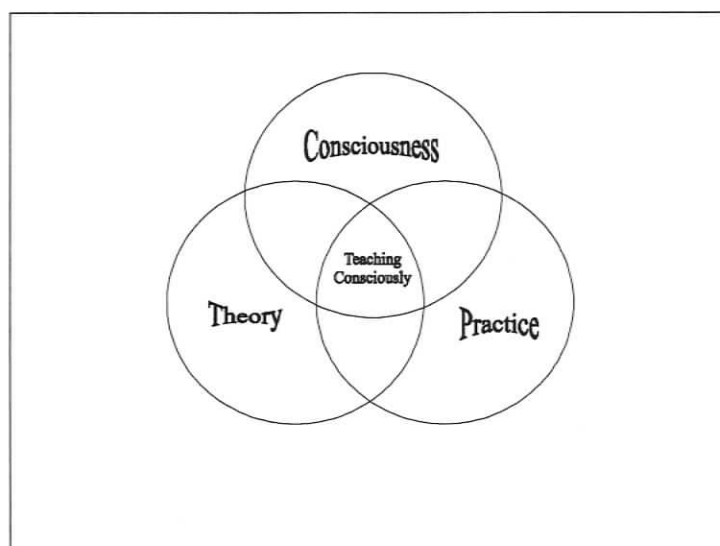 Consciousness
Teaching
Consciously
Theory
Practice